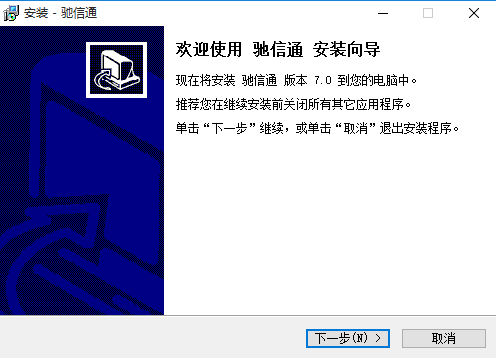 安装 - 驰信通
欢迎使用 驰信通 安装向导
现在将安装 驰信通 版本 7.0 到您的电脑中。
推荐您在继续安装前关闭所有其它应用程序。
单击“下一步”继续，或单击“取消”退出安装程序。
下一步(N) >
取消